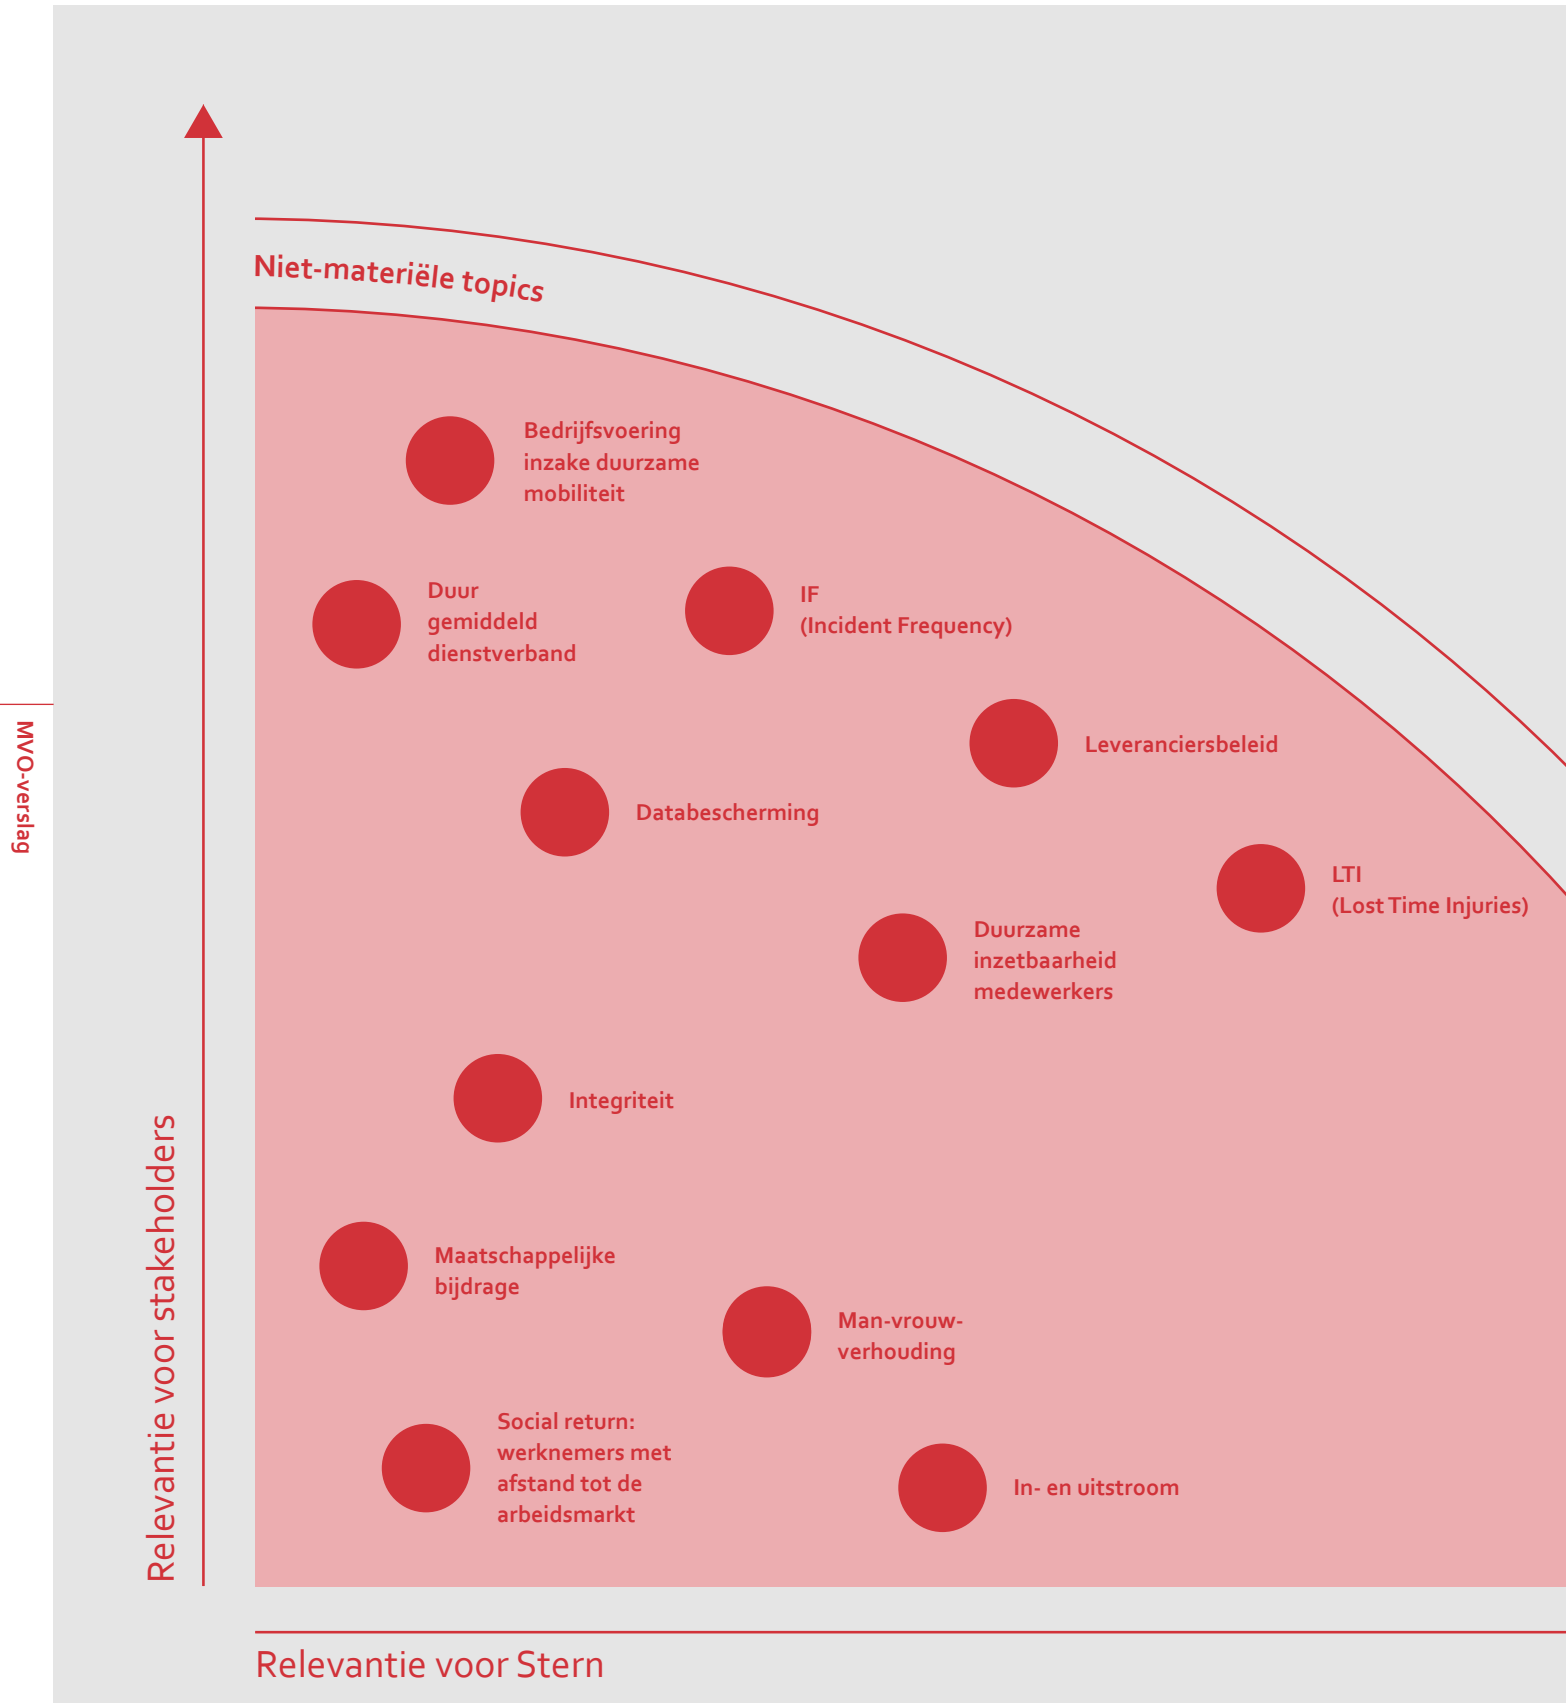 Niet-materiële topics
Bedrijfsvoering
inzake duurzame
mobiliteit
Duur
gemiddeld
dienstverband
IF
(Incident Frequency)
Leveranciersbeleid
MVO-verslag
Databescherming
LTI
(Lost Time Injuries)
Duurzame
inzetbaarheid
medewerkers
Integriteit
Relevantie voor stakeholders
Maatschappelijke
bijdrage
Man-vrouw-
verhouding
Social return:
werknemers met
afstand tot de
arbeidsmarkt
In- en uitstroom
Relevantie voor Stern